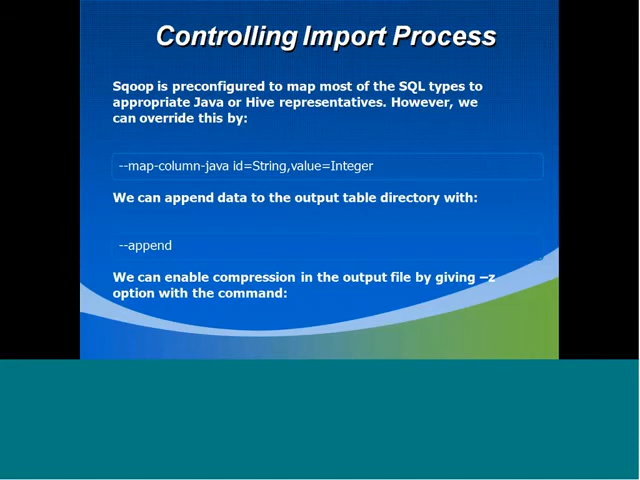 Controlling Import Process
Sqoop is preconfigured to map most of the SQL types to
appropriate Java or Hive representatives. However, we
can override this by:
--map-column-java id=String,value=Integer
We can append data to the output table directory with:
--append
We can enable compression in the output file by giving –z
option with the command: